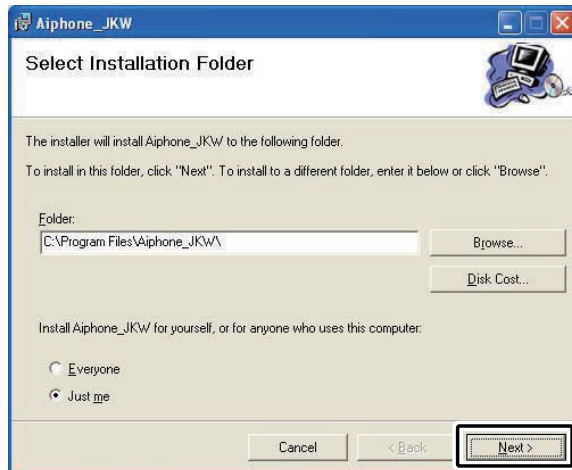 Aiphone_JKW
Select Installation Folder
The installer will install Aiphone_JKW to the following folder.
To install in this folder, click "Next". To install to a different folder, enter it below or click "Browse".
Folder:
C:\Program Files\Aiphone_JKW\
Browse...
Disk Cost...
Install Aiphone_JKW for yourself, or for anyone who uses this computer:
Everyone
Just me
Cancel
< Back
Next >